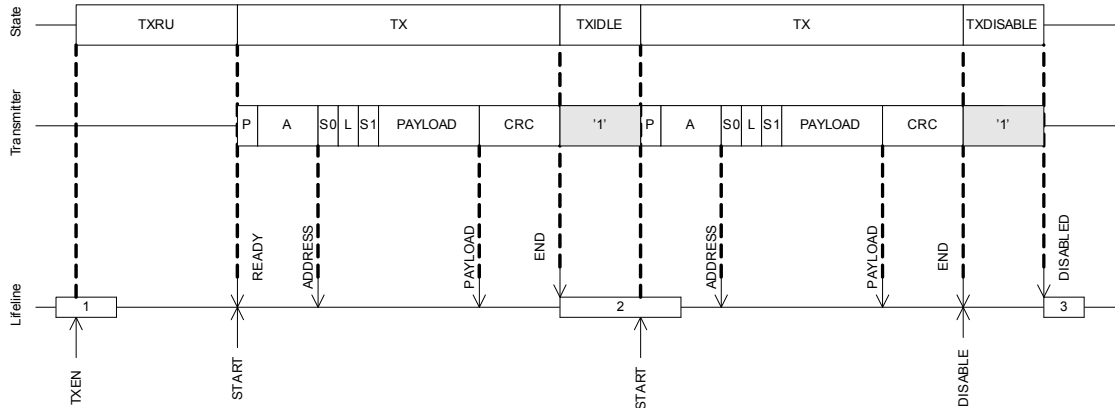 State
TXRU TX TXIDLE TX TXDISABLE
Transmitter
P A S0 L S1 PAYLOAD CRC '1' P A S0 L S1 PAYLOAD CRC '1'
READY
ADDRESS
PAYLOAD
END
ADDRESS
PAYLOAD
END
DISABLED
Lifeline
1 2 3
TXEN
START
START
DISABLE